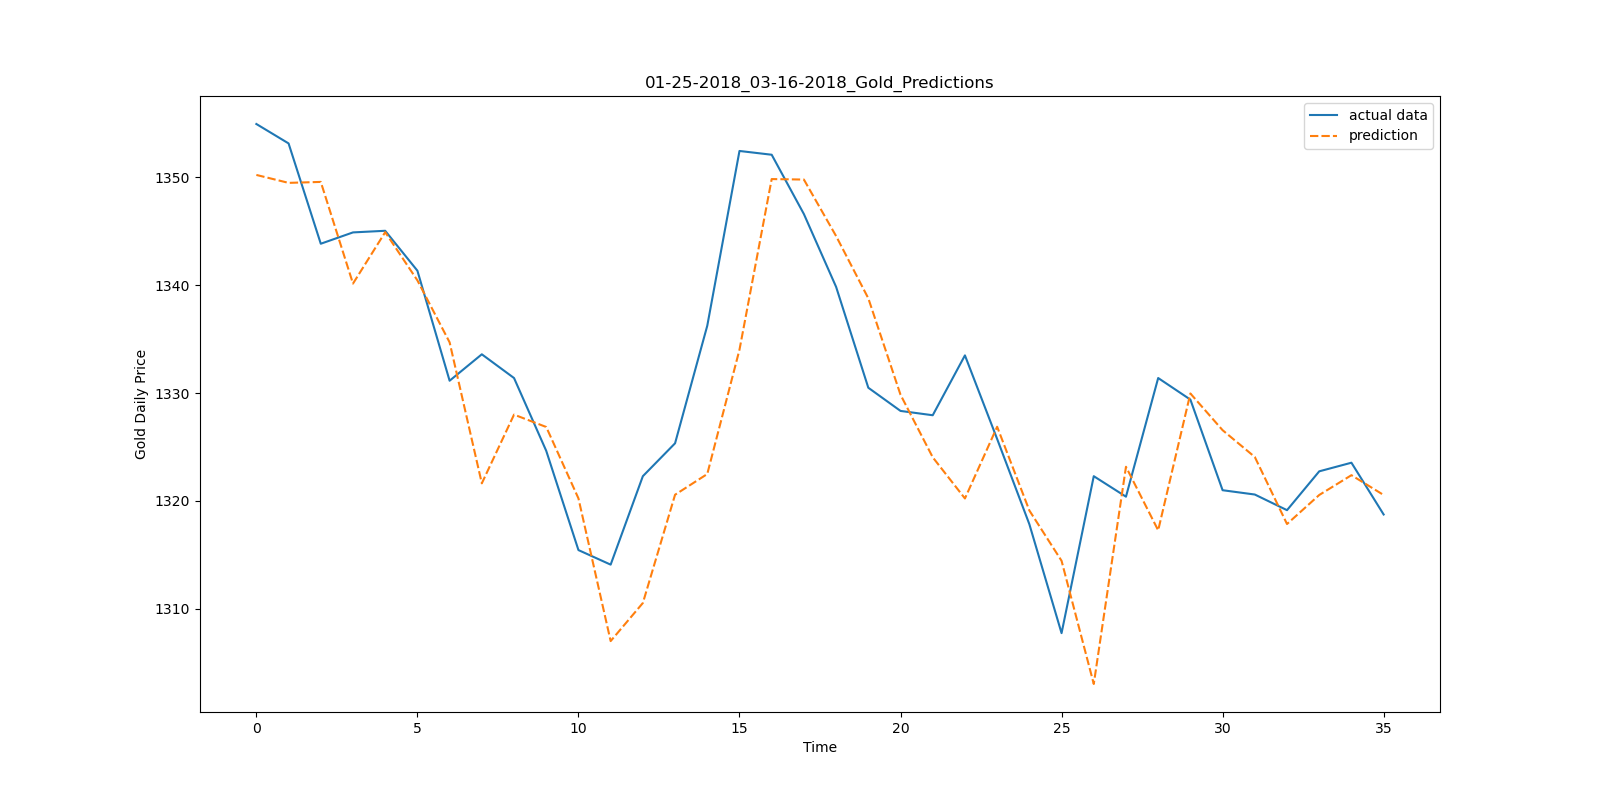 01-25-2018_03-16-2018_Gold_Predictions
actual data
prediction
Gold Daily Price
1350
1340
1330
1320
1310
0 5 10 15 20 25 30 35
Time